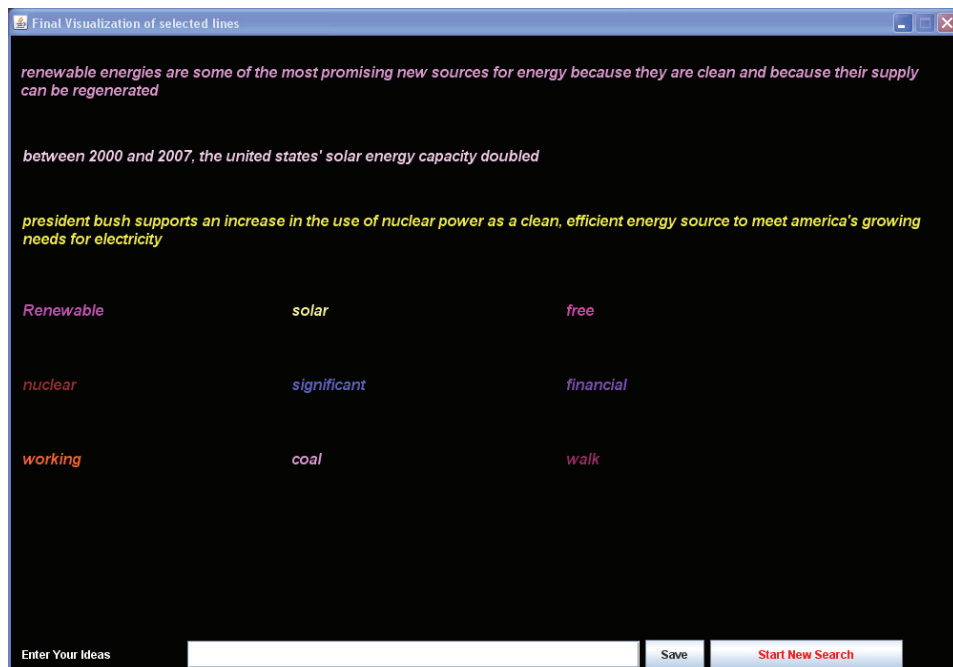 Final Visualization of selected lines
renewable energies are some of the most promising new sources for energy because they are clean and because their supply
can be regenerated
between 2000 and 2007, the united states' solar energy capacity doubled
president bush supports an increase in the use of nuclear power as a clean, efficient energy source to meet america's growing
needs for electricity
Renewable solar free
nuclear significant financial
working coal walk
Enter Your Ideas Save Start New Search